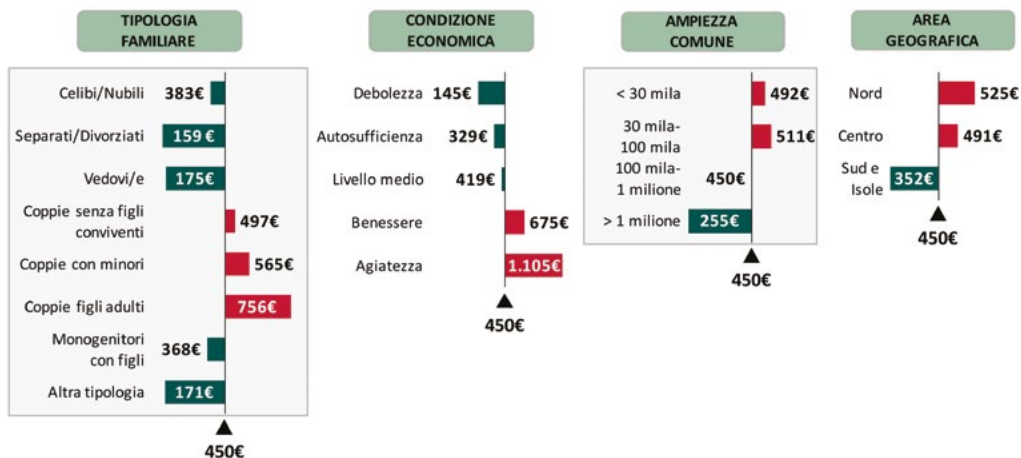 TIPOLOGIA
FAMILIARE
Celibi/Nubili 383€
Separati/Divorziati 159 €
Vedovi/e 175€
Coppie senza figli
conviventi 497€
Coppie con minori 565€
Coppie figli adulti 756€
Monogenitori
con figli 368€
Altra tipologia 171€
450€
CONDIZIONE
ECONOMICA
Debolezza 145€
Autosufficienza 329€
Livello medio 419€
Benessere 675€
Agiatezza 1.105€
450€
AMPIEZZA
COMUNE
< 30 mila 492€
30 mila-
100 mila 511€
100 mila-
1 milione 450€
> 1 milione 255€
450€
AREA
GEOGRAFICA
Nord 525€
Centro 491€
Sud e
Isole 352€
450€